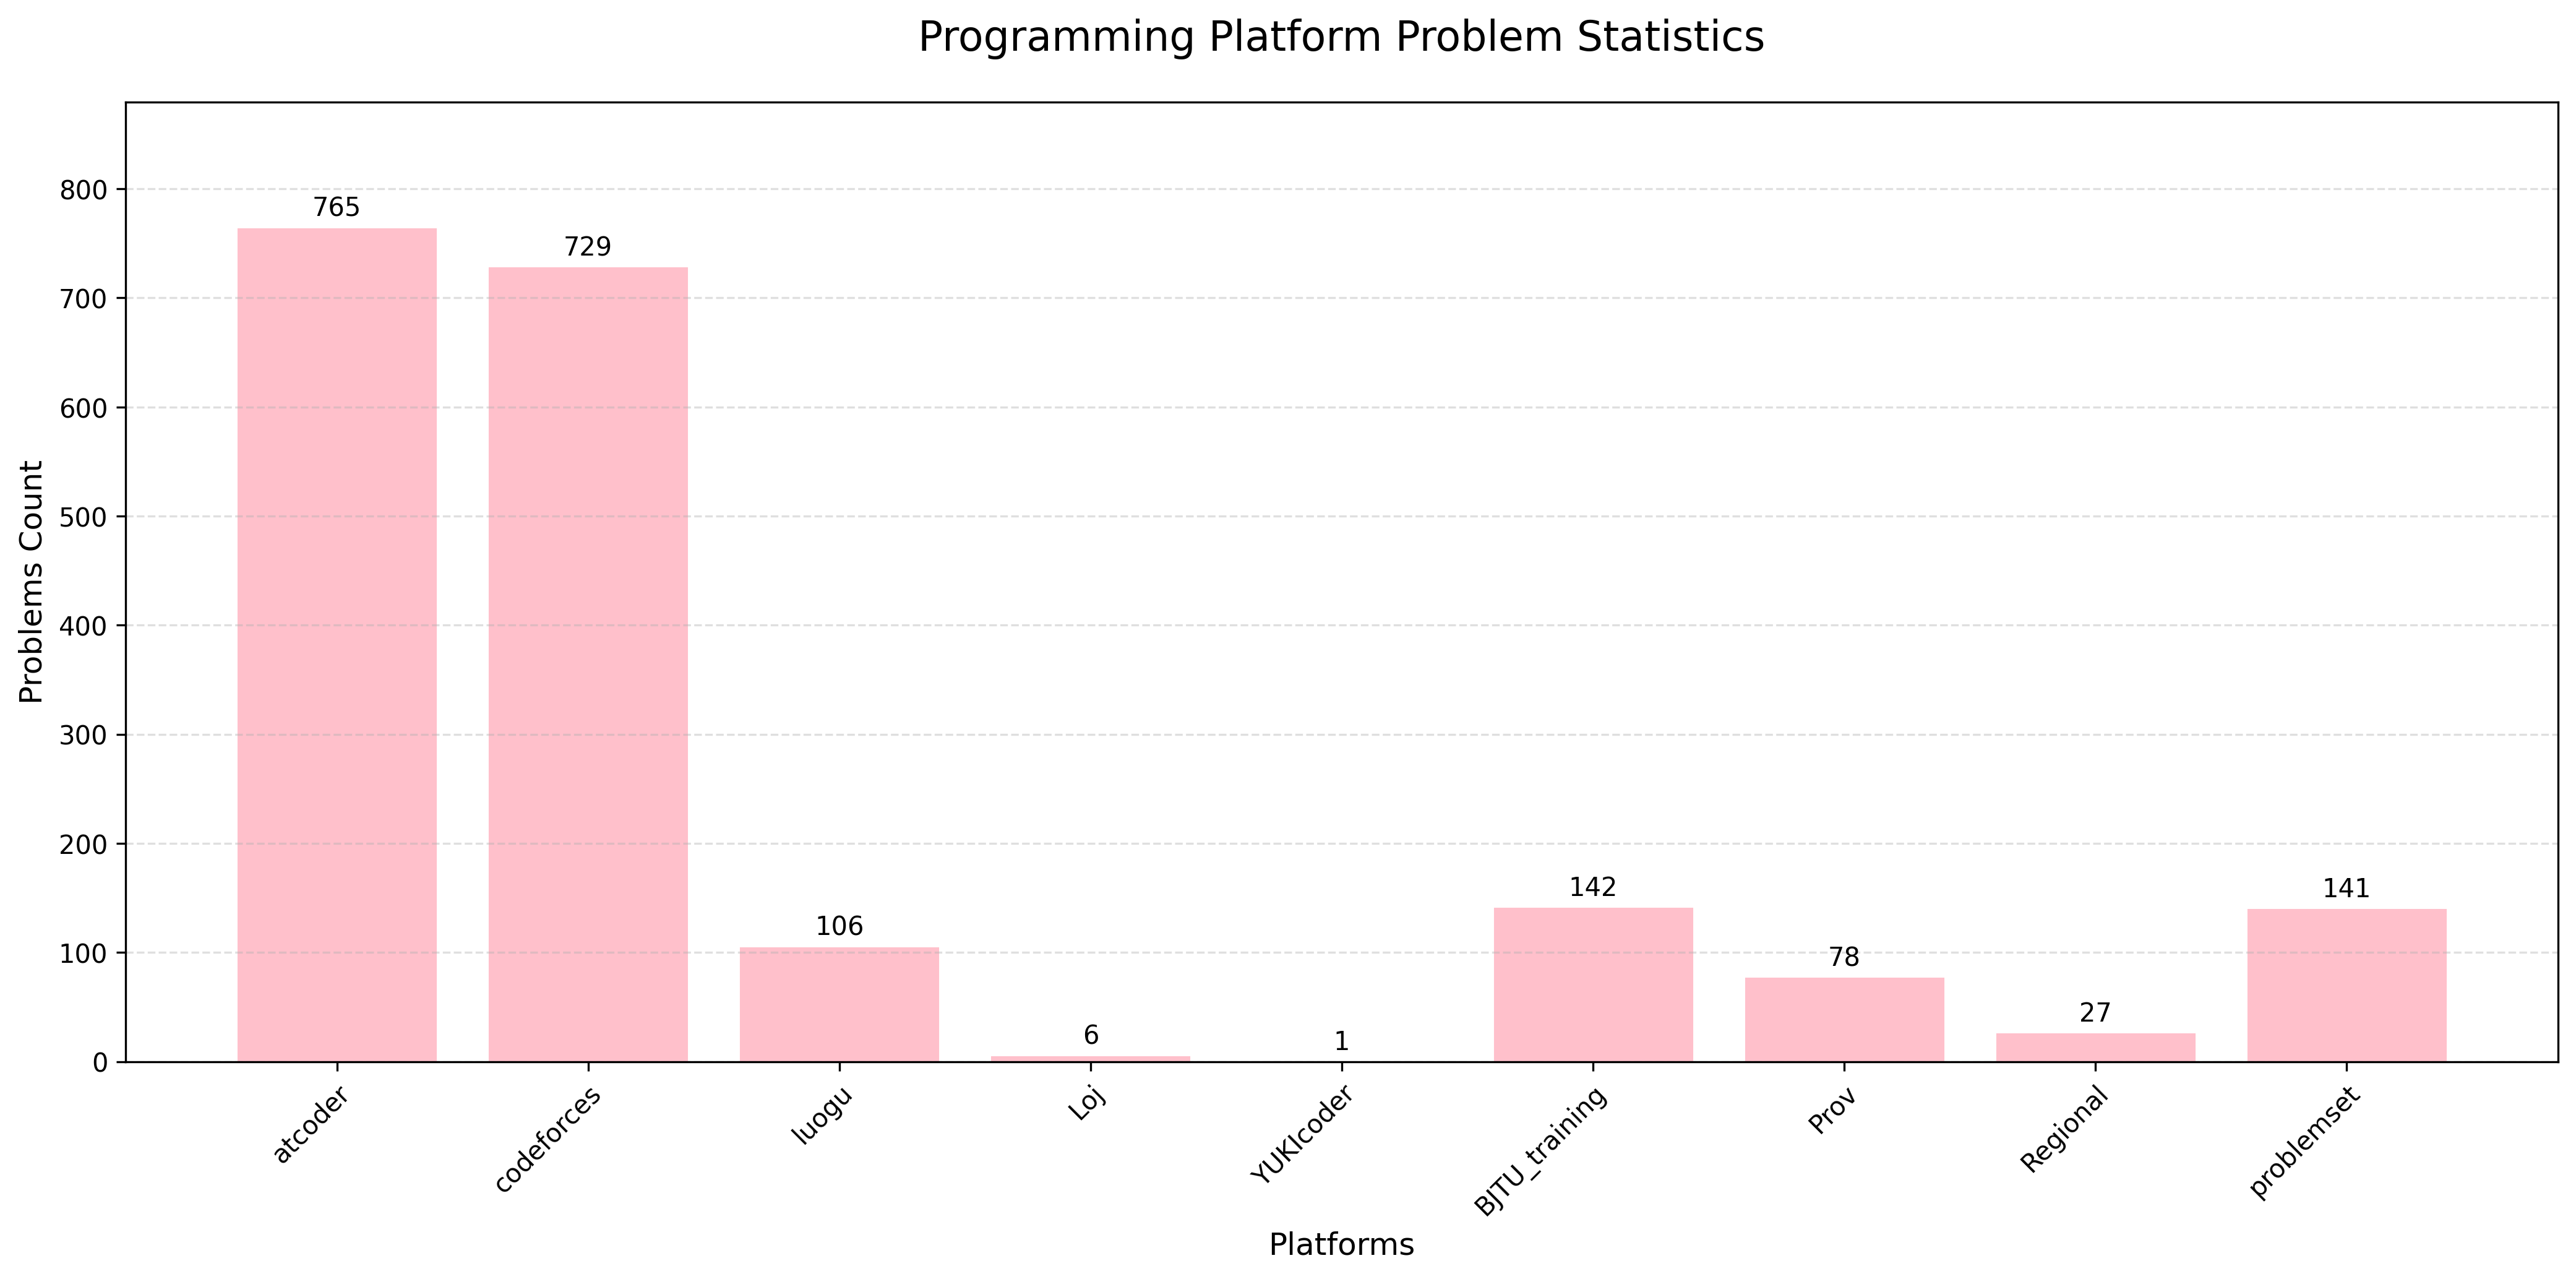 Programming Platform Problem Statistics
Problems Count
800
700
600
500
400
300
200
100
0
765
729
106
6
1
142
78
27
141
atcoder
codeforces
luogu
Loj
YUKIcoder
BJTU_training
Prov
Regional
problemset
Platforms